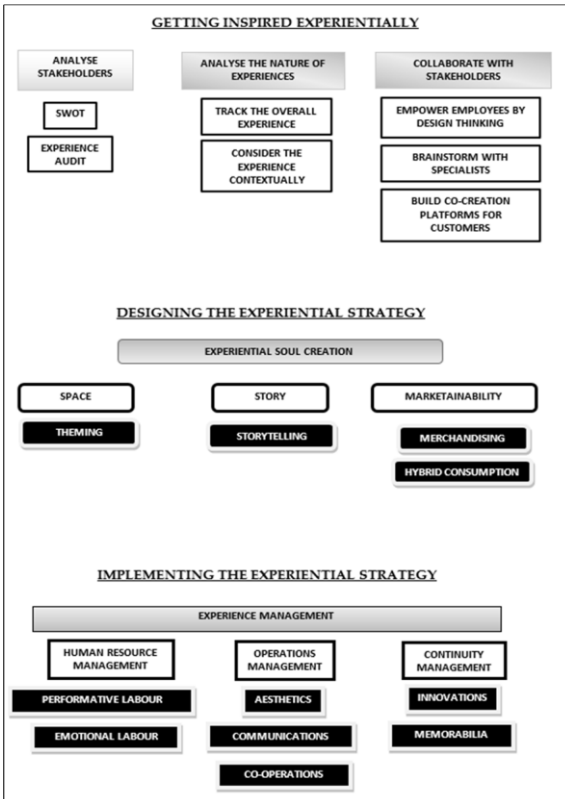 GETTING INSPIRED EXPERIENTIALLY
ANALYSE
STAKEHOLDERS
SWOT
EXPERIENCE
AUDIT
ANALYSE THE NATURE OF
EXPERIENCES
TRACK THE OVERALL
EXPERIENCE
CONSIDER THE
EXPERIENCE
CONTEXTUALLY
COLLABORATE WITH
STAKEHOLDERS
EMPOWER EMPLOYEES BY
DESIGN THINKING
BRAINSTORM WITH
SPECIALISTS
BUILD CO-CREATION
PLATFORMS FOR
CUSTOMERS
DESIGNING THE EXPERIENTIAL STRATEGY
EXPERIENTIAL SOUL CREATION
SPACE
THEMING
STORY
STORYTELLING
MARKETAINABILITY
MERCHANDISING
HYBRID CONSUMPTION
IMPLEMENTING THE EXPERIENTIAL STRATEGY
EXPERIENCE MANAGEMENT
HUMAN RESOURCE
MANAGEMENT
PERFORMATIVE LABOUR
EMOTIONAL LABOUR
OPERATIONS
MANAGEMENT
AESTHETICS
COMMUNICATIONS
CO-OPERATIONS
CONTINUITY
MANAGEMENT
INNOVATIONS
MEMORABILIA